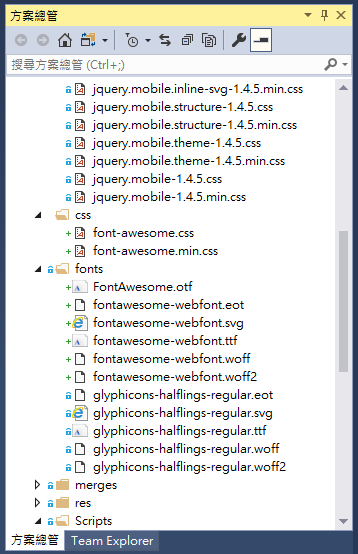 方案總管
搜尋方案總管 (Ctrl+;)
jquery.mobile.inline-svg-1.4.5.min.css
jquery.mobile.structure-1.4.5.css
jquery.mobile.structure-1.4.5.min.css
jquery.mobile.theme-1.4.5.css
jquery.mobile.theme-1.4.5.min.css
jquery.mobile-1.4.5.css
jquery.mobile-1.4.5.min.css
css
font-awesome.css
font-awesome.min.css
fonts
FontAwesome.otf
fontawesome-webfont.eot
fontawesome-webfont.svg
fontawesome-webfont.ttf
fontawesome-webfont.woff
fontawesome-webfont.woff2
glyphicons-halflings-regular.eot
glyphicons-halflings-regular.svg
glyphicons-halflings-regular.ttf
glyphicons-halflings-regular.woff
glyphicons-halflings-regular.woff2
merges
res
Scripts
方案總管 Team Explorer